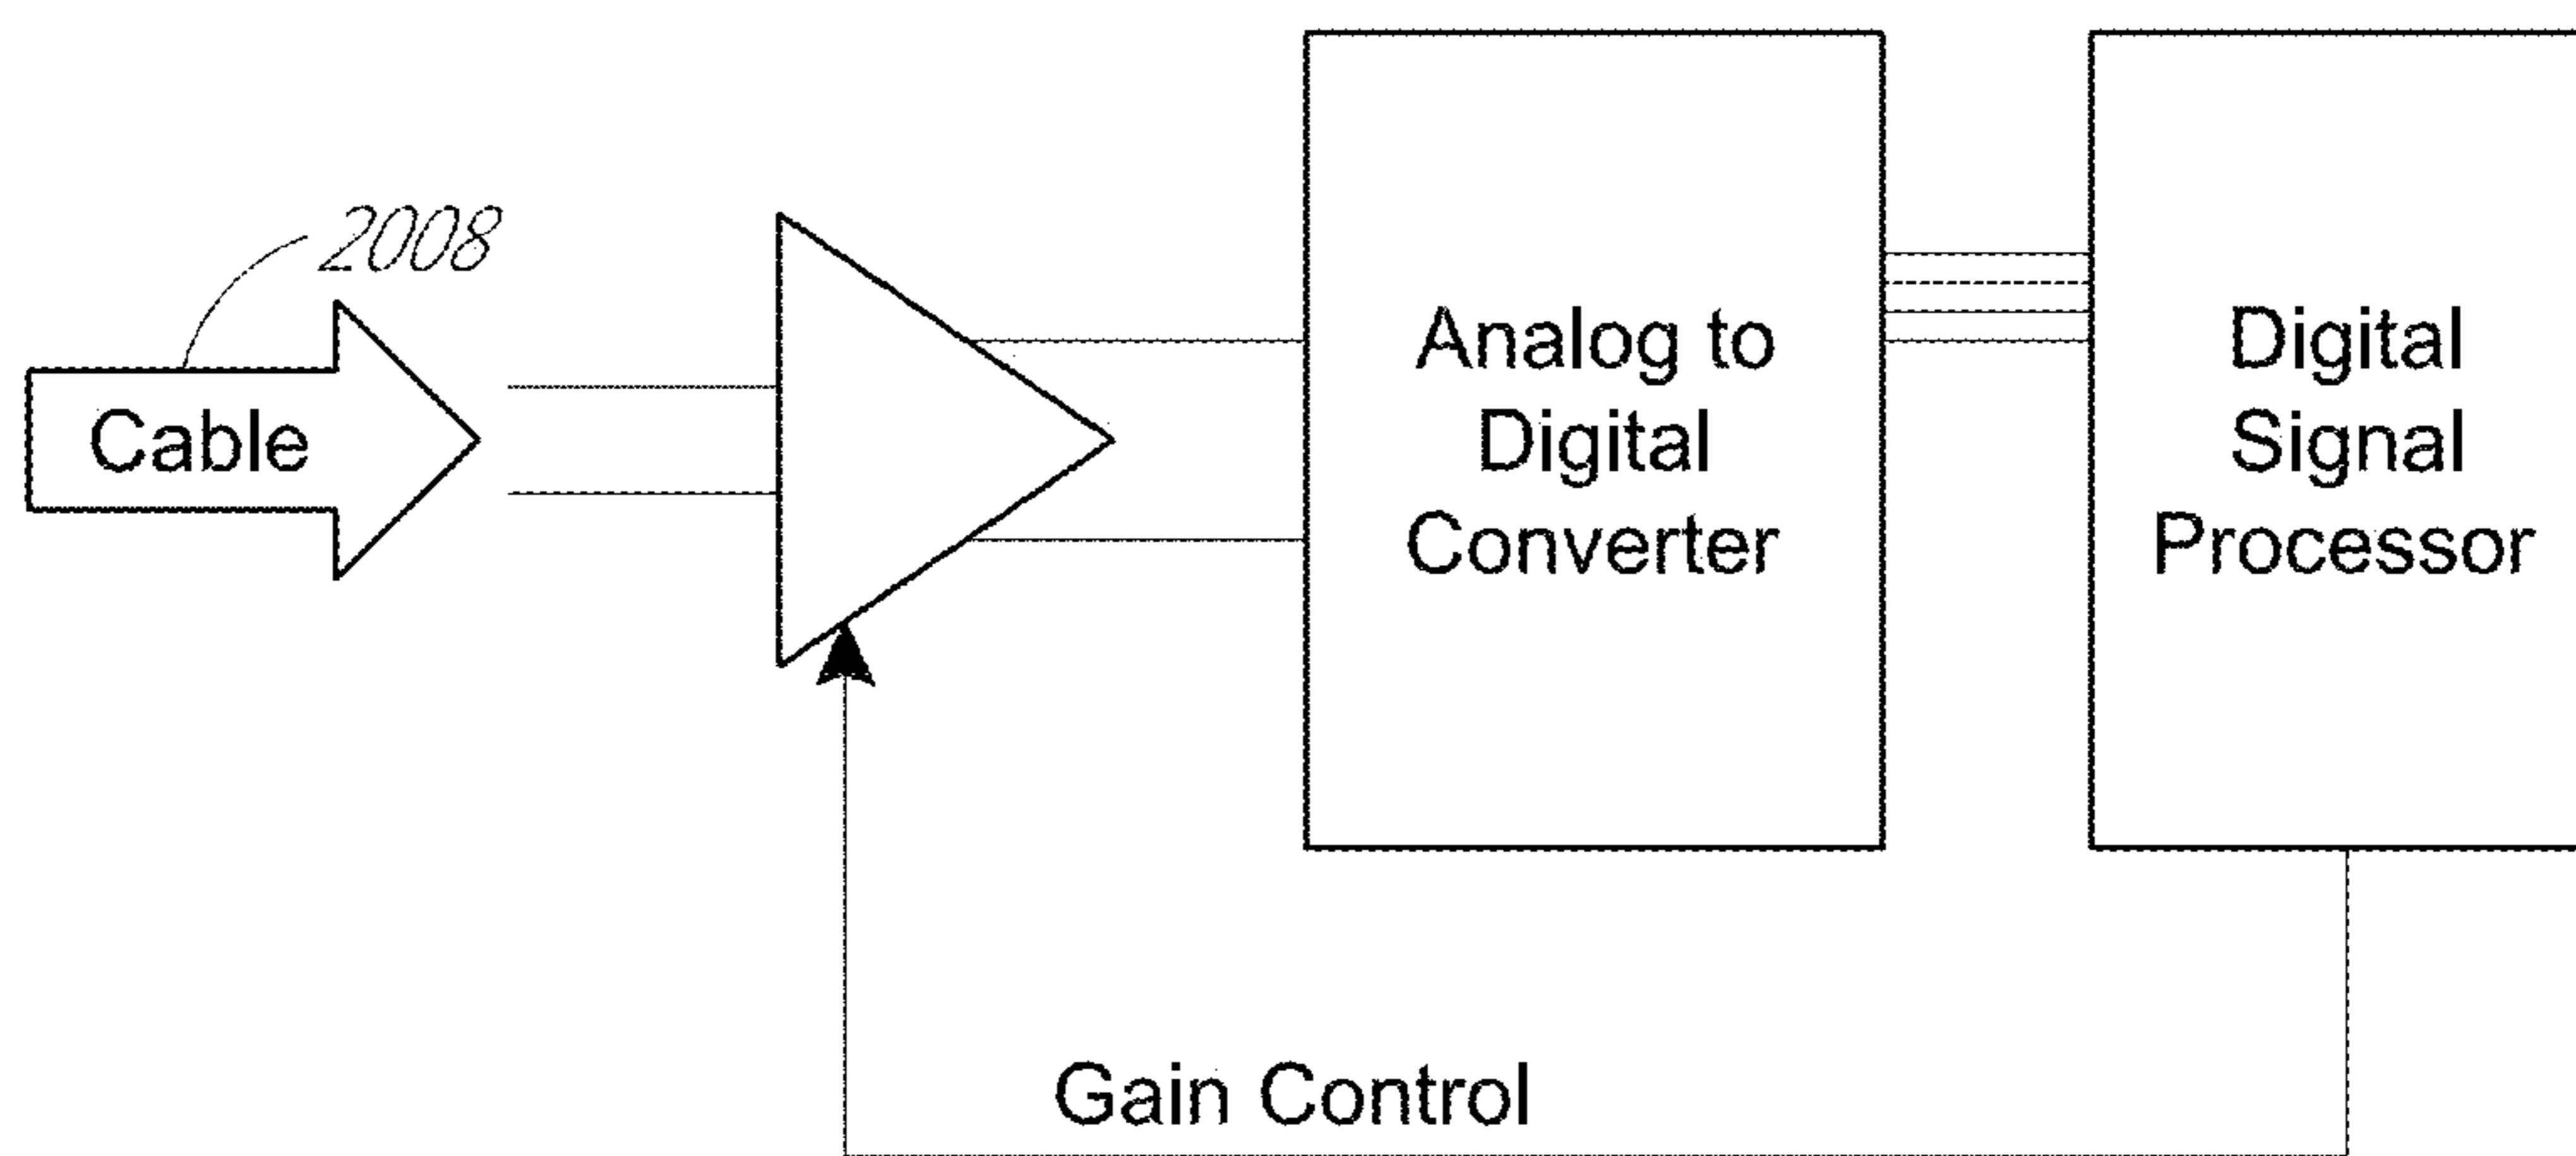 2008
Cable
Analog to
Digital
Converter
Digital
Signal
Processor
Gain Control